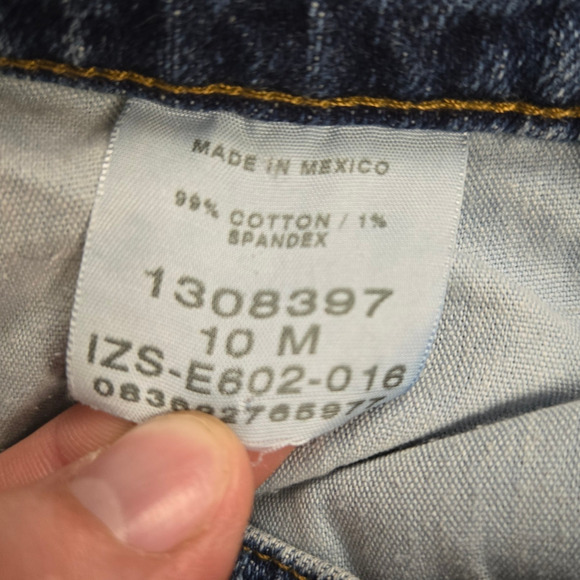 MADE IN MEXICO
99% COTTON / 1%
SPANDEX
1308397
10 M
IZS-E602-016